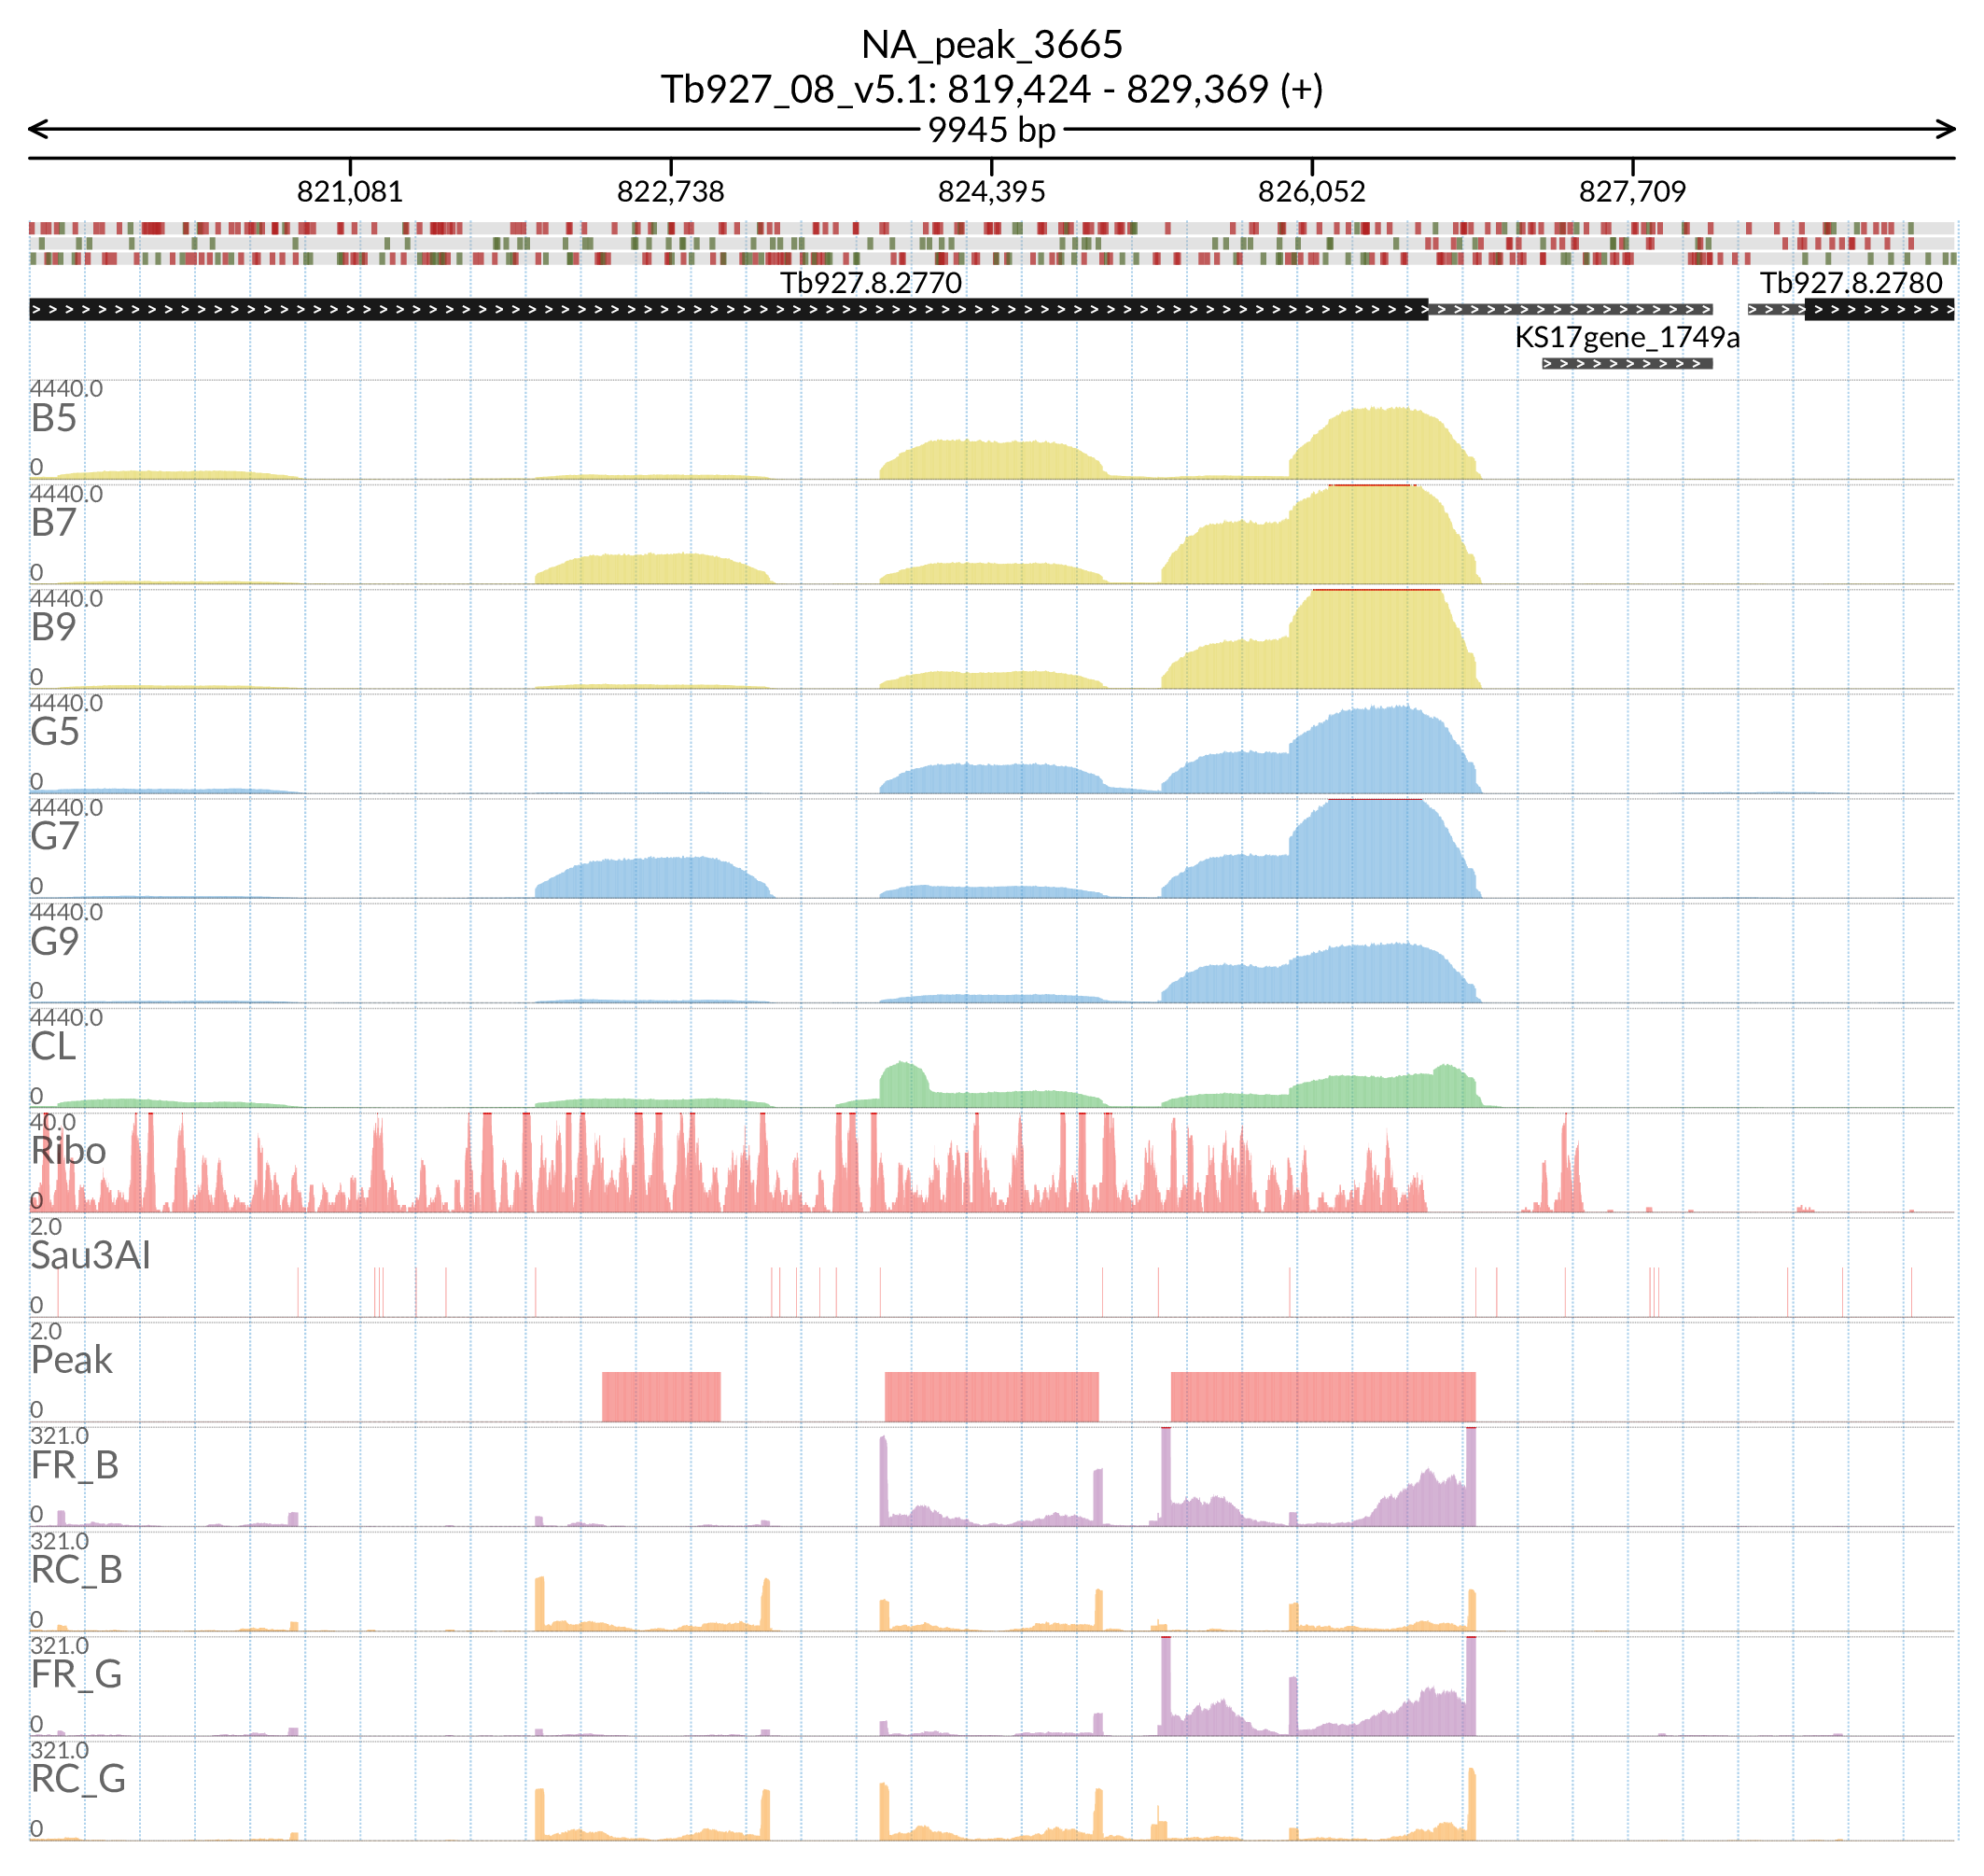 NA_peak_3665
Tb927_08_v5.1: 819,424 - 829,369 (+)
9945 bp
821,081 822,738 824,395 826,052 827,709
Tb927.8.2770 Tb927.8.2780
KS17gene_1749a
4440.0
B5
0
4440.0
B7
0
4440.0
B9
0
4440.0
G5
0
4440.0
G7
0
4440.0
G9
0
4440.0
CL
0
40.0
Ribo
0
2.0
Sau3AI
0
2.0
Peak
0
321.0
FR_B
0
321.0
RC_B
0
321.0
FR_G
0
321.0
RC_G
0